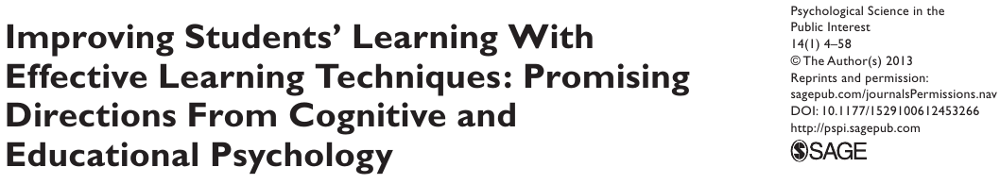 Improving Students' Learning With
Effective Learning Techniques: Promising
Directions From Cognitive and
Educational Psychology
Psychological Science in the
Public Interest
14(1) 4–58
© The Author(s) 2013
Reprints and permission:
sagepub.com/journalsPermissions.nav
DOI: 10.1177/1529100612453266
http://pspi.sagepub.com
SAGE